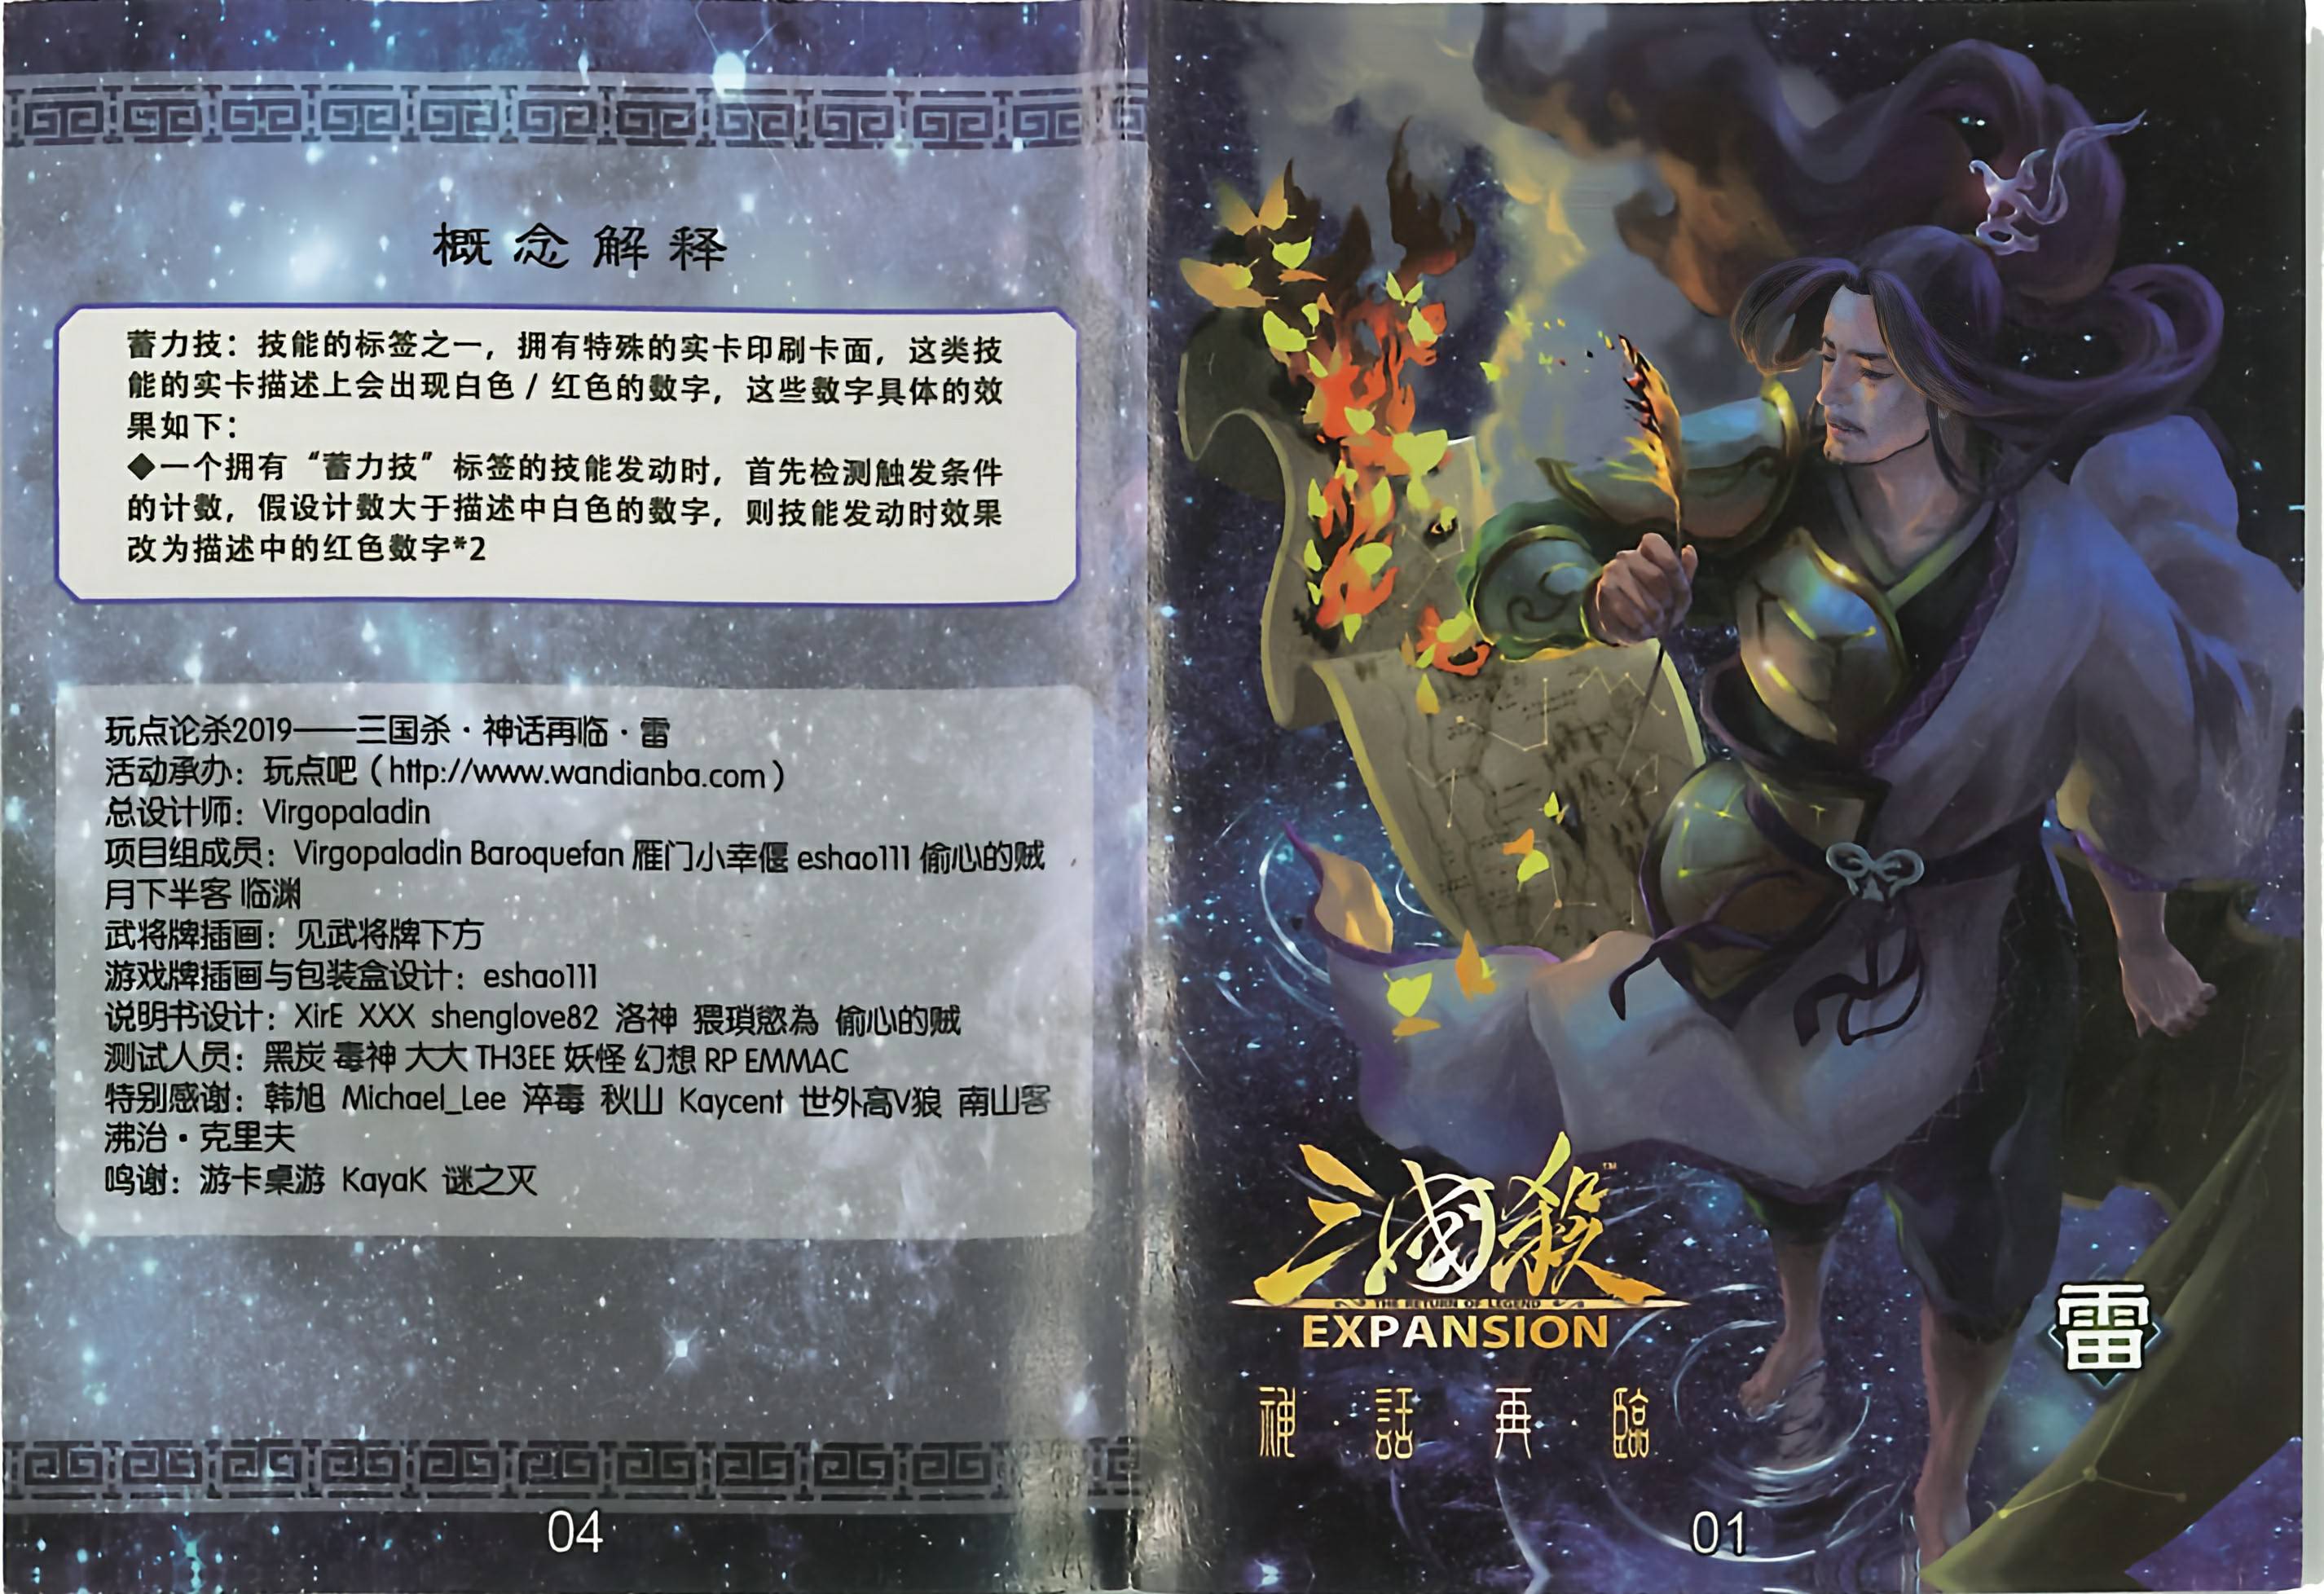 概念解释
蓄力技：技能的标签之一，拥有特殊的实卡印刷卡面，这类技
能的实卡描述上会出现白色 / 红色的数字，这些数字具体的效
果如下：
◆一个拥有“蓄力技”标签的技能发动时，首先检测触发条件
的计数，假设计数大于描述中白色的数字，则技能发动时效果
改为描述中的红色数字*2
玩点论杀2019——三国杀·神话再临·雷
活动承办：玩点吧（http://www.wandianba.com）
总设计师：Virgopaladin
项目组成员：Virgopaladin Baroquefan 雁门小幸偃 eshao111 偷心的贼
月下半客 临渊
武将牌插画：见武将牌下方
游戏牌插画与包装盒设计：eshao111
说明书设计：XirE XXX shenglove82 洛神 猥琐慾為 偷心的贼
测试人员：黑炭 毒神 大大 TH3EE 妖怪 幻想 RP EMMAC
特别感谢：韩旭 Michael_Lee 淬毒 秋山 Kaycent 世外高V狼 南山客
沸治·克里夫
鸣谢：游卡桌游 KayaK 谜之灭
04
三國殺™
THE RETURN OF LEGEND
EXPANSION
神·話·再·臨
雷
01